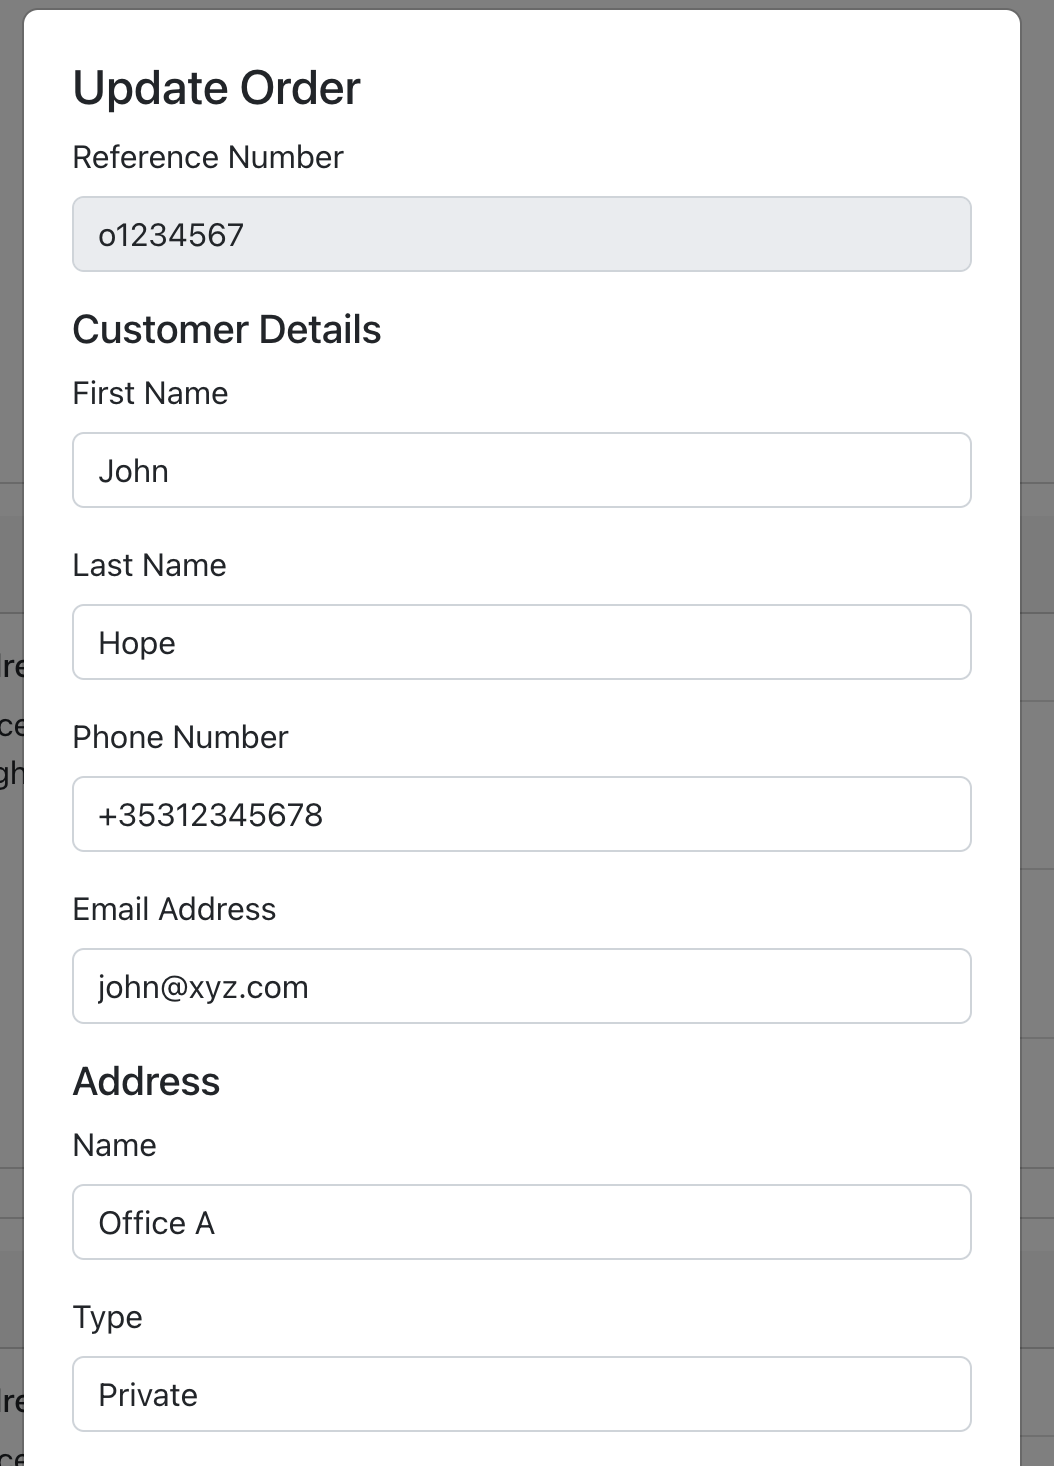 Update Order
Reference Number
o1234567
Customer Details
First Name
John
Last Name
Hope
Phone Number
+35312345678
Email Address
john@xyz.com
Address
Name
Office A
Type
Private